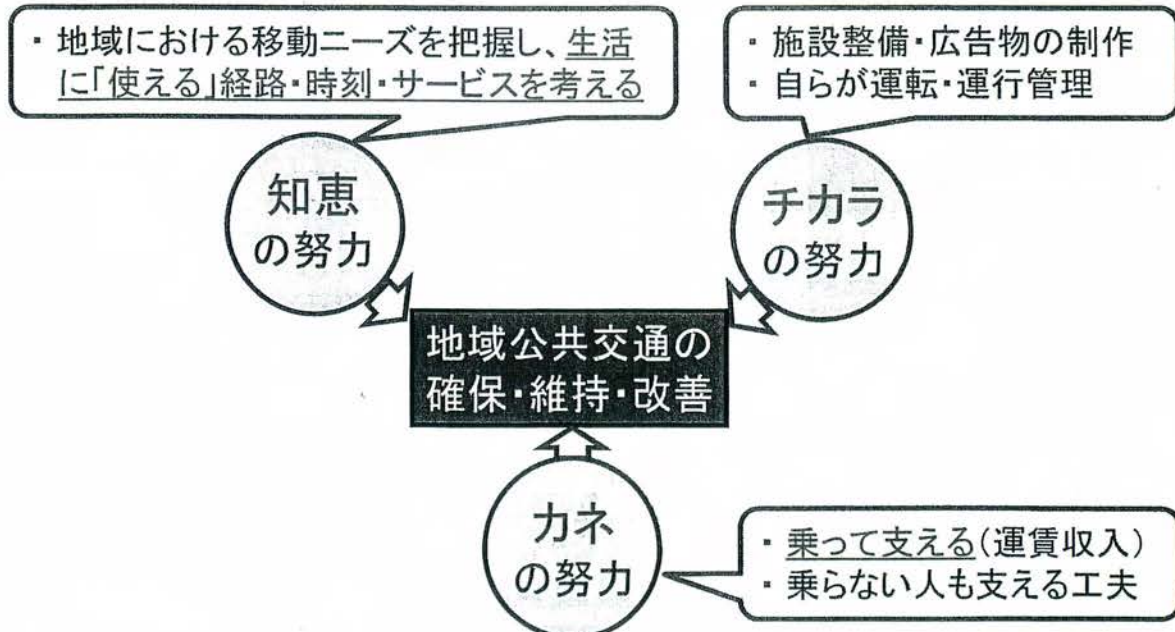 ・地域における移動ニーズを把握し、生活
に「使える」経路・時刻・サービスを考える
・施設整備・広告物の制作
・自らが運転・運行管理
知恵
の努力
チカラ
の努力
地域公共交通の
確保・維持・改善
カネ
の努力
・乗って支える(運賃収入)
・乗らない人も支える工夫